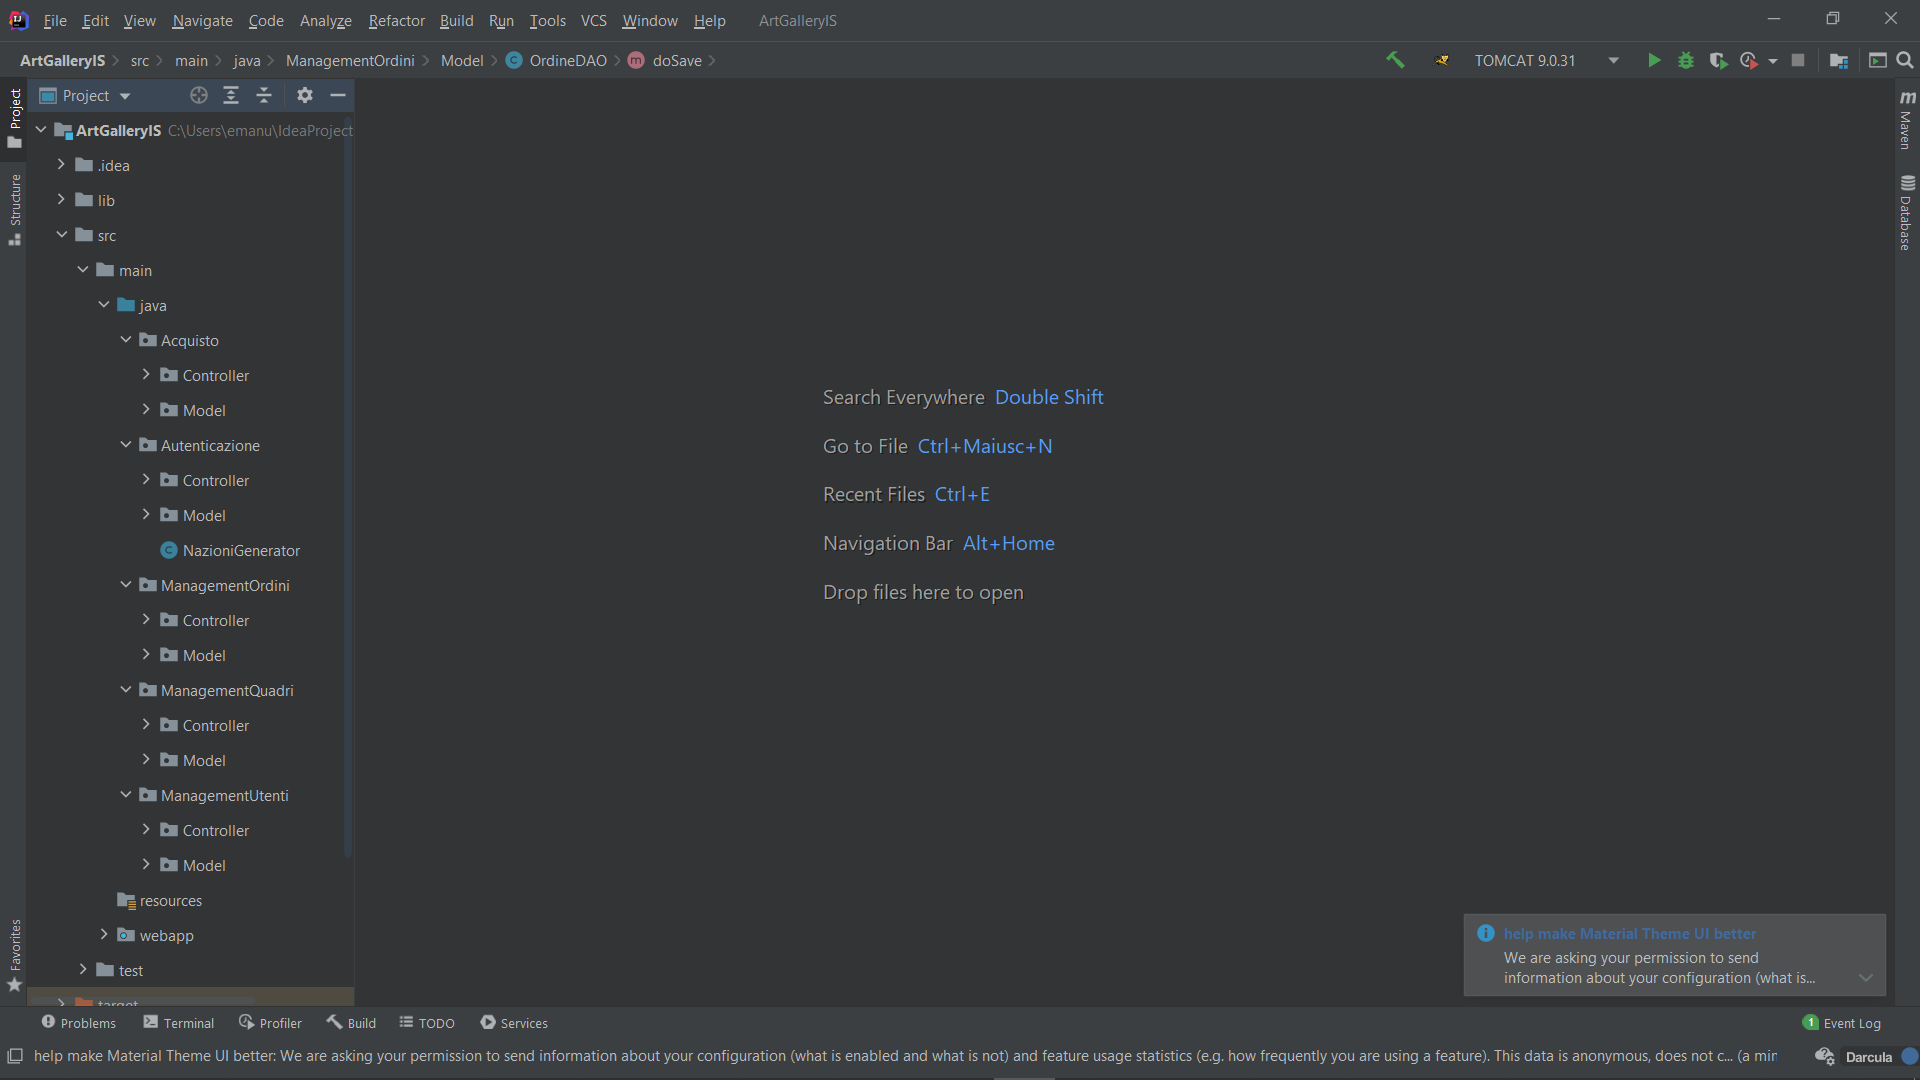 File Edit View Navigate Code Analyze Refactor Build Run Tools VCS Window Help ArtGalleryIS
ArtGalleryIS src main java ManagementOrdini Model OrdineDAO doSave TOMCAT 9.0.31
Project
Project
ArtGalleryIS C:\Users\emanu\IdeaProject
.idea
lib
src
main
java
Acquisto
Controller
Model
Autenticazione
Controller
Model
NazioniGenerator
ManagementOrdini
Controller
Model
ManagementQuadri
Controller
Model
ManagementUtenti
Controller
Model
resources
webapp
test
target
Structure
Favorites
Search Everywhere Double Shift
Go to File Ctrl+Maiusc+N
Recent Files Ctrl+E
Navigation Bar Alt+Home
Drop files here to open
Maven
Database
help make Material Theme UI better
We are asking your permission to send
information about your configuration (what is...
Problems Terminal Profiler Build TODO Services 1 Event Log
help make Material Theme UI better: We are asking your permission to send information about your configuration (what is enabled and what is not) and feature usage statistics (e.g. how frequently you are using a feature). This data is anonymous, does not c... (a min Darcula